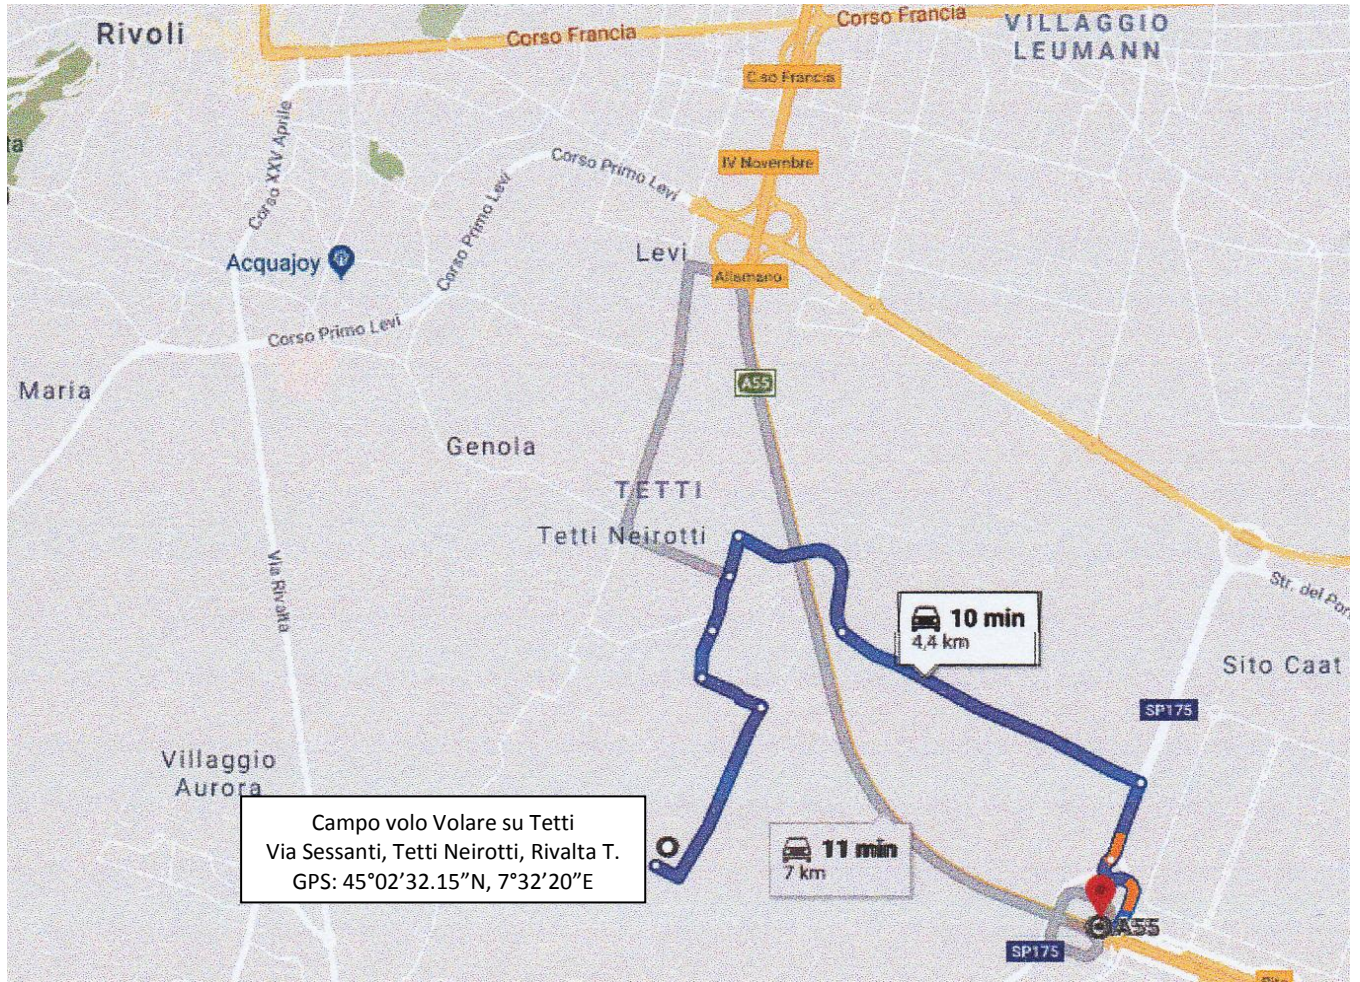 Rivoli
Corso Francia
Corso Francia
VILLAGGIO
LEUMANN
C.so Francia
Corso XXV Aprile
IV Novembre
Corso Primo Levi
Corso Primo Levi
Acquajoy
Levi
Allamano
Corso Primo Levi
A55
Maria
Genola
TETTI
Tetti Neirotti
Via Rivalta
10 min
4,4 km
Str. del
Sito Caat
SP175
Villaggio
Aurora
Campo volo Volare su Tetti
Via Sessanti, Tetti Neirotti, Rivalta T.
GPS: 45°02’32.15”N, 7°32’20”E
11 min
7 km
A55
SP175